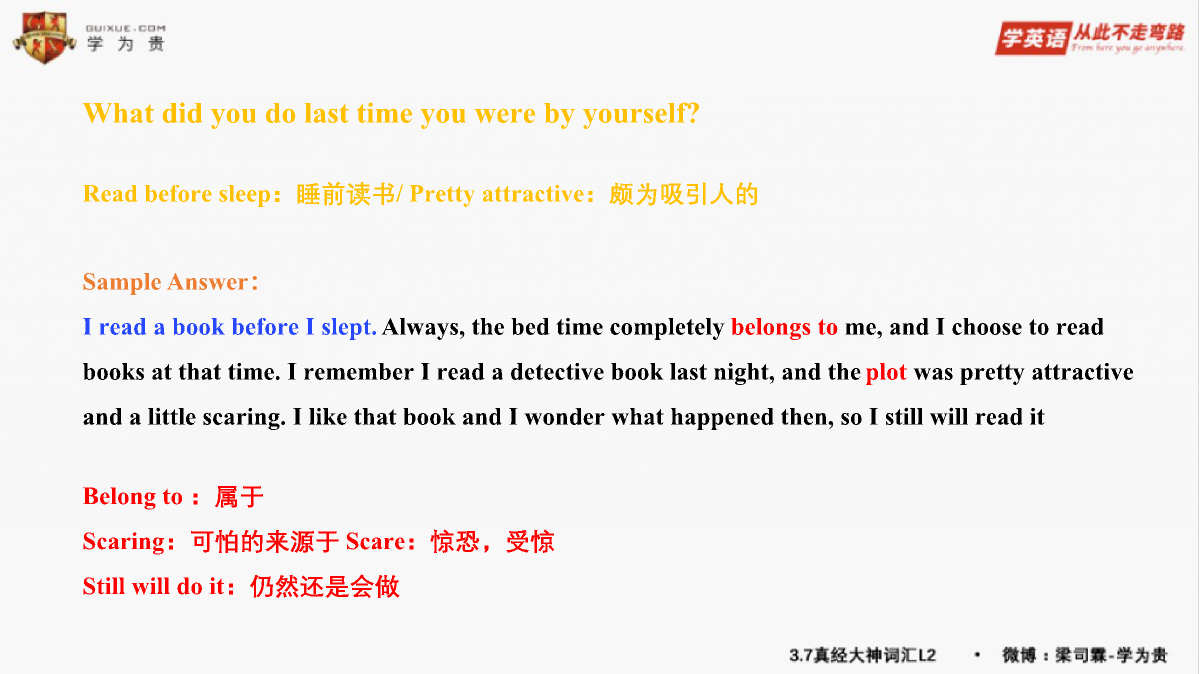 GUIXUE.COM
学为贵
学英语 从此不走弯路
From here you go anywhere.
What did you do last time you were by yourself?
Read before sleep：睡前读书/ Pretty attractive：颇为吸引人的
Sample Answer：
I read a book before I slept. Always, the bed time completely belongs to me, and I choose to read
books at that time. I remember I read a detective book last night, and the plot was pretty attractive
and a little scaring. I like that book and I wonder what happened then, so I still will read it
Belong to ：属于
Scaring：可怕的来源于 Scare：惊恐，受惊
Still will do it：仍然还是会做
3.7真经大神词汇L2 • 微博：梁司霖-学为贵